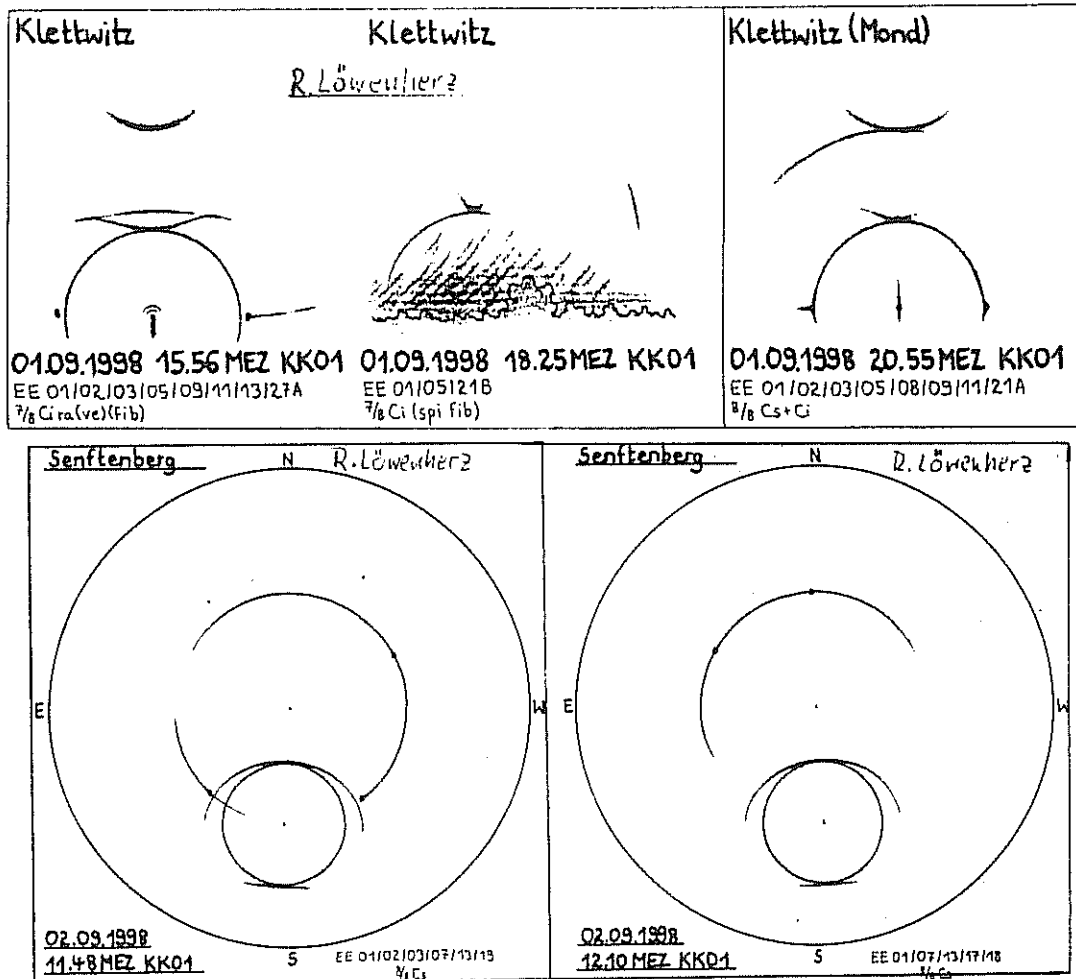 Klettwitz
R. Löwenherz
01.09.1998 15.56 MEZ KK01
EE 01/02/03/05/09/11/13/27A
7/8 Ci ra(ve)(fib)
Klettwitz
01.09.1998 18.25 MEZ KK01
EE 01/05/21B
7/8 Ci (spi fib)
Klettwitz (Mond)
01.09.1998 20.55 MEZ KK01
EE 01/02/03/05/08/09/11/21A
8/8 Cs+Ci
Senftenberg
N
R. Löwenherz
E
W
S
02.09.1998
11.48 MEZ KK01
EE 01/02/03/07/13/19
Cs
Senftenberg
N
R. Löwenherz
E
W
S
02.09.1998
12.10 MEZ KK01
EE 01/07/13/17/18
Cs